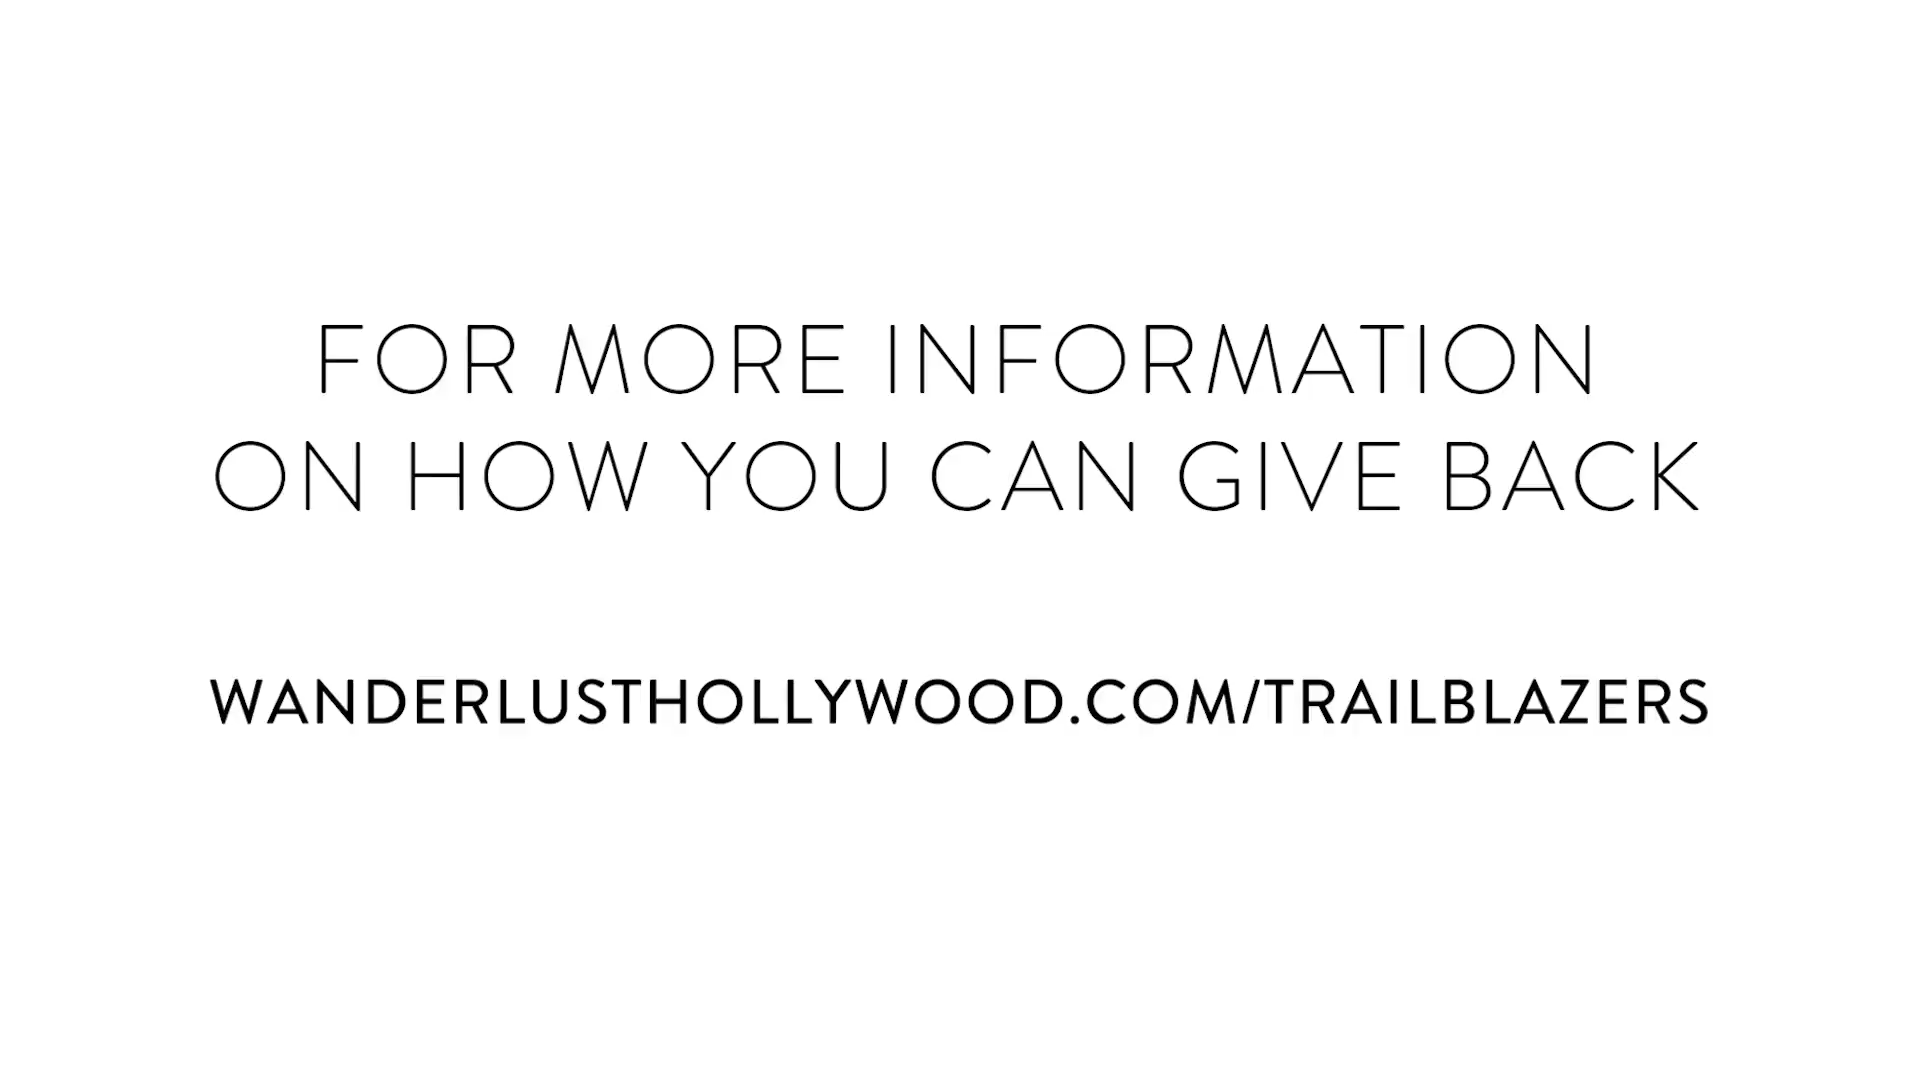 FOR MORE INFORMATION
ON HOW YOU CAN GIVE BACK
WANDERLUSTHOLLYWOOD.COM/TRAILBLAZERS